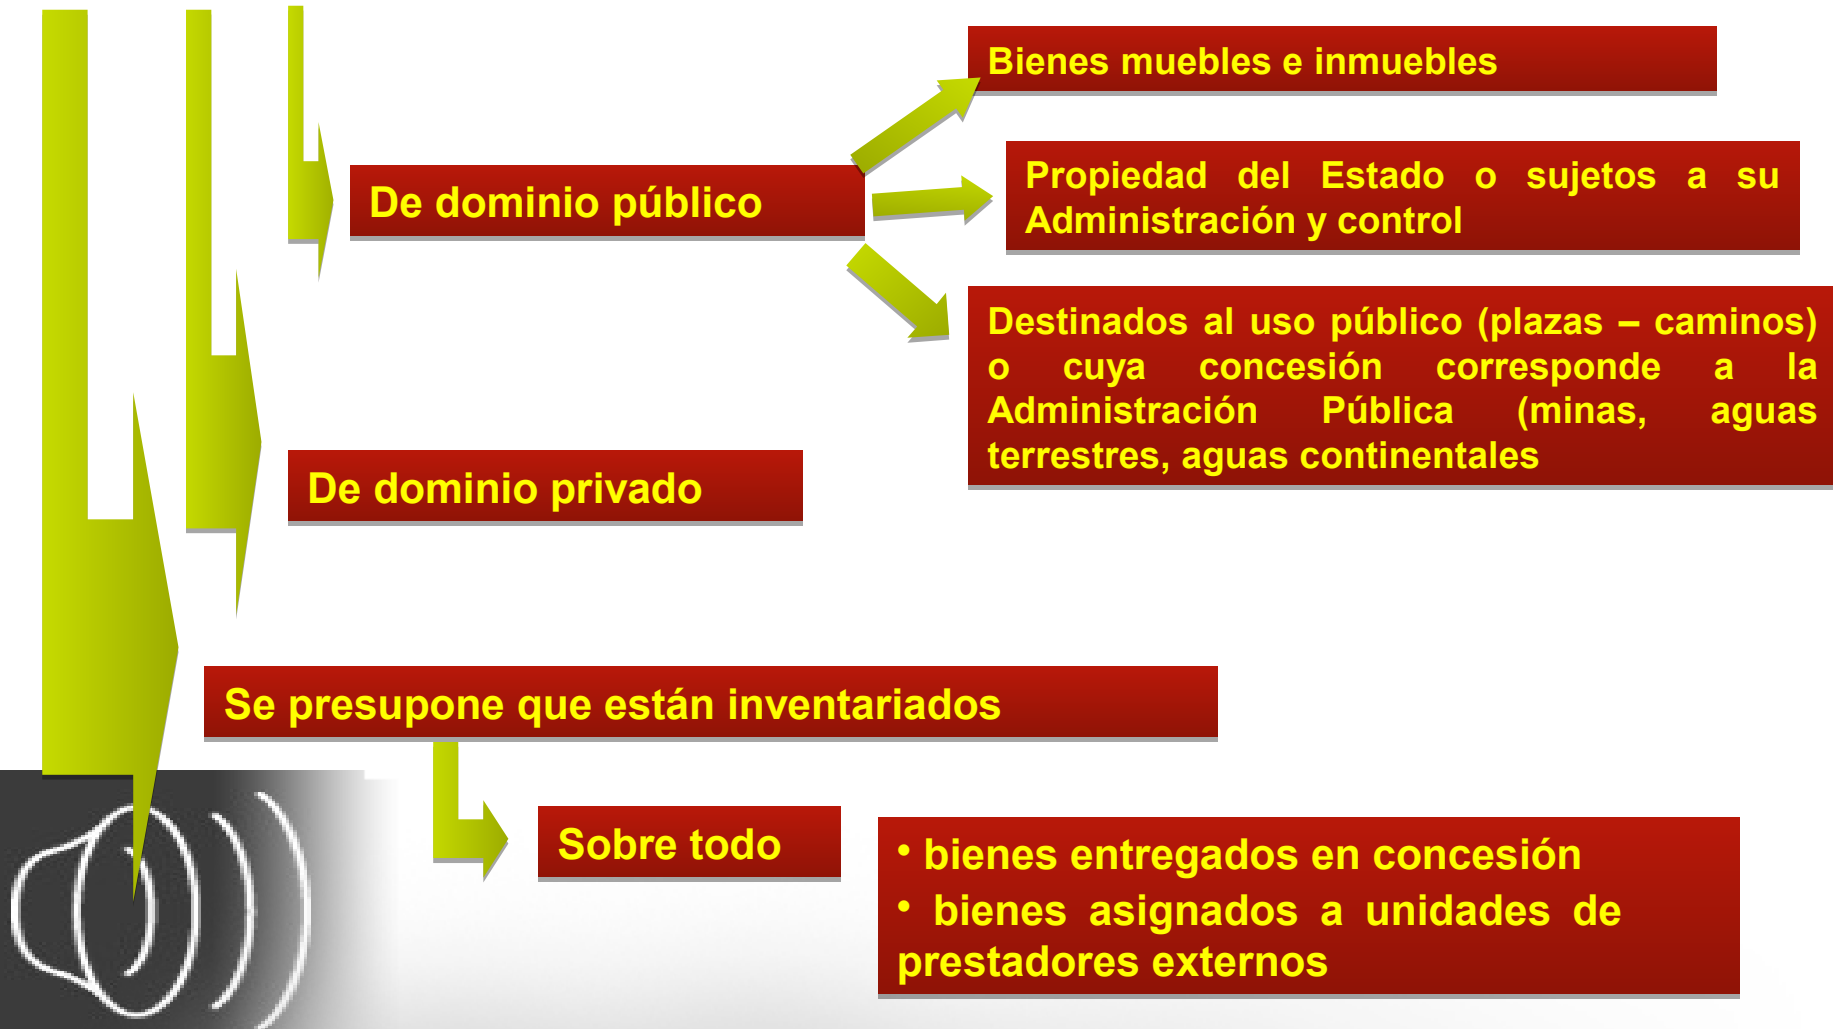 Bienes muebles e inmuebles
De dominio público
Propiedad del Estado o sujetos a su
Administración y control
Destinados al uso público (plazas – caminos)
o cuya concesión corresponde a la
Administración Pública (minas, aguas
terrestres, aguas continentales
De dominio privado
Se presupone que están inventariados
Sobre todo
• bienes entregados en concesión
• bienes asignados a unidades de
prestadores externos